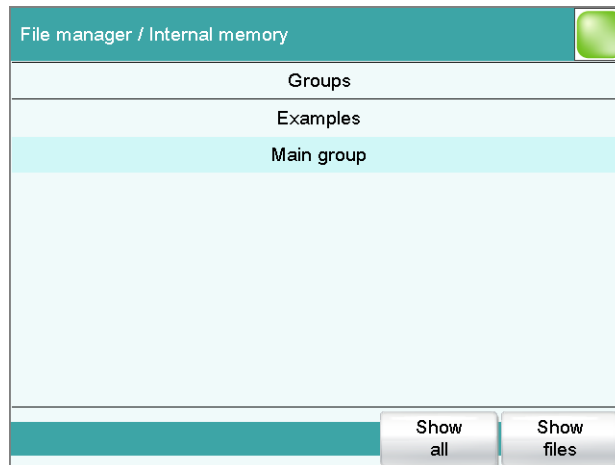 File manager / Internal memory
Groups
Examples
Main group
Show
all
Show
files